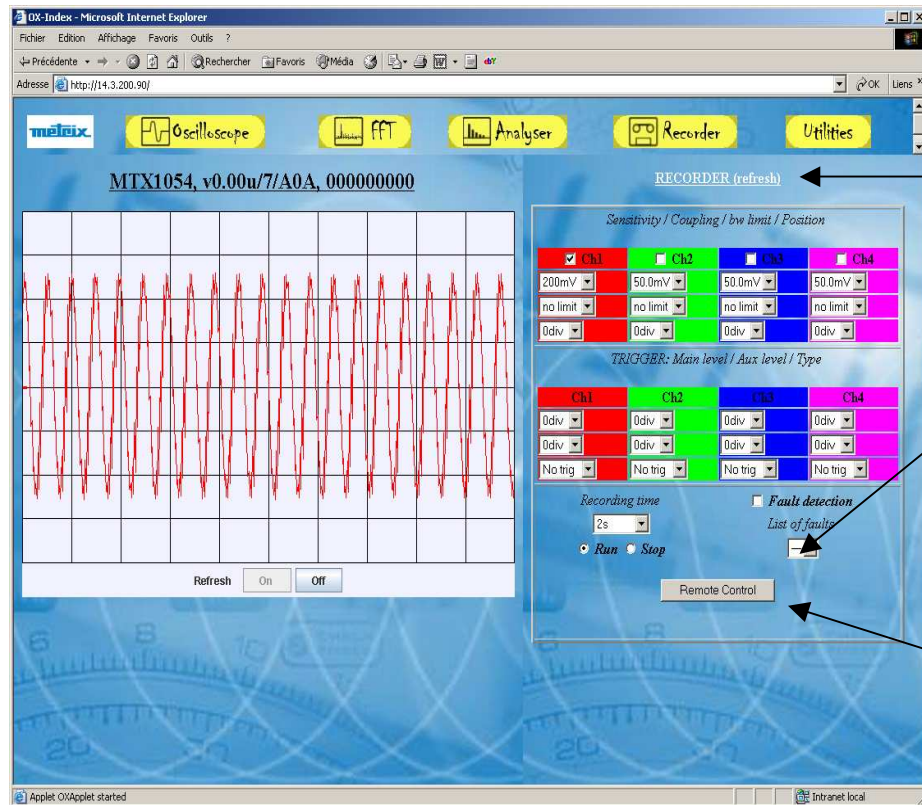 OX-Index - Microsoft Internet Explorer
Fichier Edition Affichage Favoris Outils ?
Précédente Rechercher Favoris Média
Adresse http://14.3.200.90/ OK Liens
metrix Oscilloscope FFT Analyser Recorder Utilities
MTX1054, v0.00u/7/A0A, 000000000
RECORDER (refresh)
Sensitivity / Coupling / bw limit / Position
Ch1 Ch2 Ch3 Ch4
200mV 50.0mV 50.0mV 50.0mV
no limit no limit no limit no limit
0div 0div 0div 0div
TRIGGER: Main level / Aux level / Type
Ch1 Ch2 Ch3 Ch4
0div 0div 0div 0div
0div 0div 0div 0div
No trig No trig No trig No trig
Recording time Fault detection
2s List of faults
Run Stop
Refresh On Off
Remote Control
Applet OXApplet started Intranet local